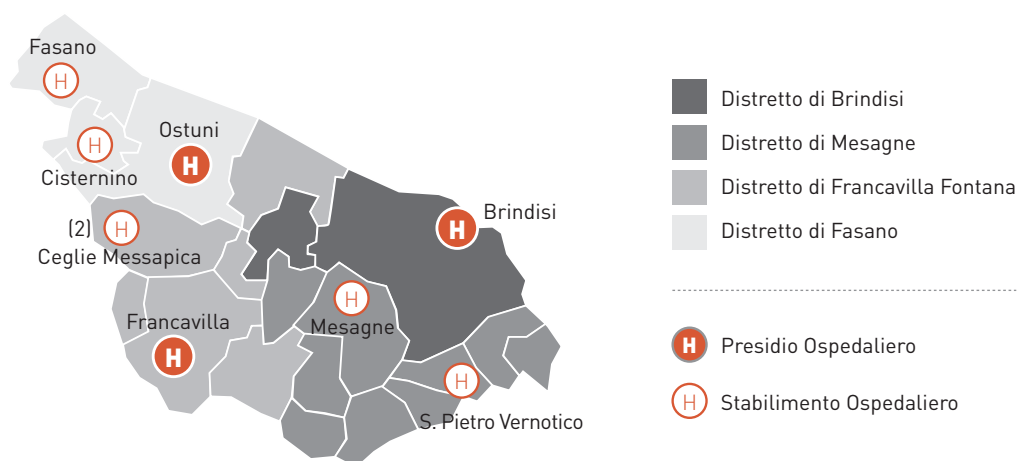 Fasano
H
Ostuni
H
H
Cisternino
(2)
H
Ceglie Messapica
H
Brindisi
H
Mesagne
Francavilla
H
H
S. Pietro Vernotico
Distretto di Brindisi
Distretto di Mesagne
Distretto di Francavilla Fontana
Distretto di Fasano
H Presidio Ospedaliero
H Stabilimento Ospedaliero